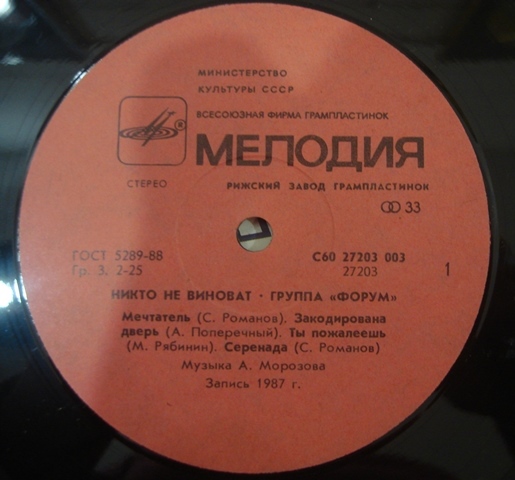 МИНИСТЕРСТВО
КУЛЬТУРЫ СССР
ВСЕСОЮЗНАЯ ФИРМА ГРАМПЛАСТИНОК
МЕЛОДИЯ
СТЕРЕО
РИЖСКИЙ ЗАВОД ГРАМПЛАСТИНОК
33
ГОСТ 5289-88
С60 27203 003
Гр. 3. 2-25
27203
1
НИКТО НЕ ВИНОВАТ · ГРУППА «ФОРУМ»
Мечтатель (С. Романов). Закодирована
дверь (А. Поперечный). Ты пожалеешь
(М. Рябинин). Серенада (С. Романов)
Музыка А. Морозова
Запись 1987 г.